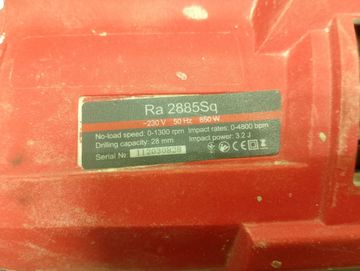 Ra 2885Sq
~230 V 50 Hz 850 W
No-load speed: 0-1300 rpm Impact rates: 0-4800 bpm
Drilling capacity: 28 mm Impact power: 3.2 J
Serial Nr.